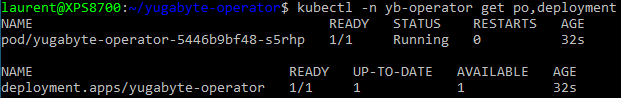 laurent@XPS8700:~/yugabyte-operator$ kubectl -n yb-operator get po,deployment
NAME READY STATUS RESTARTS AGE
pod/yugabyte-operator-5446b9bf48-s5rhp 1/1 Running 0 32s
NAME READY UP-TO-DATE AVAILABLE AGE
deployment.apps/yugabyte-operator 1/1 1 1 32s